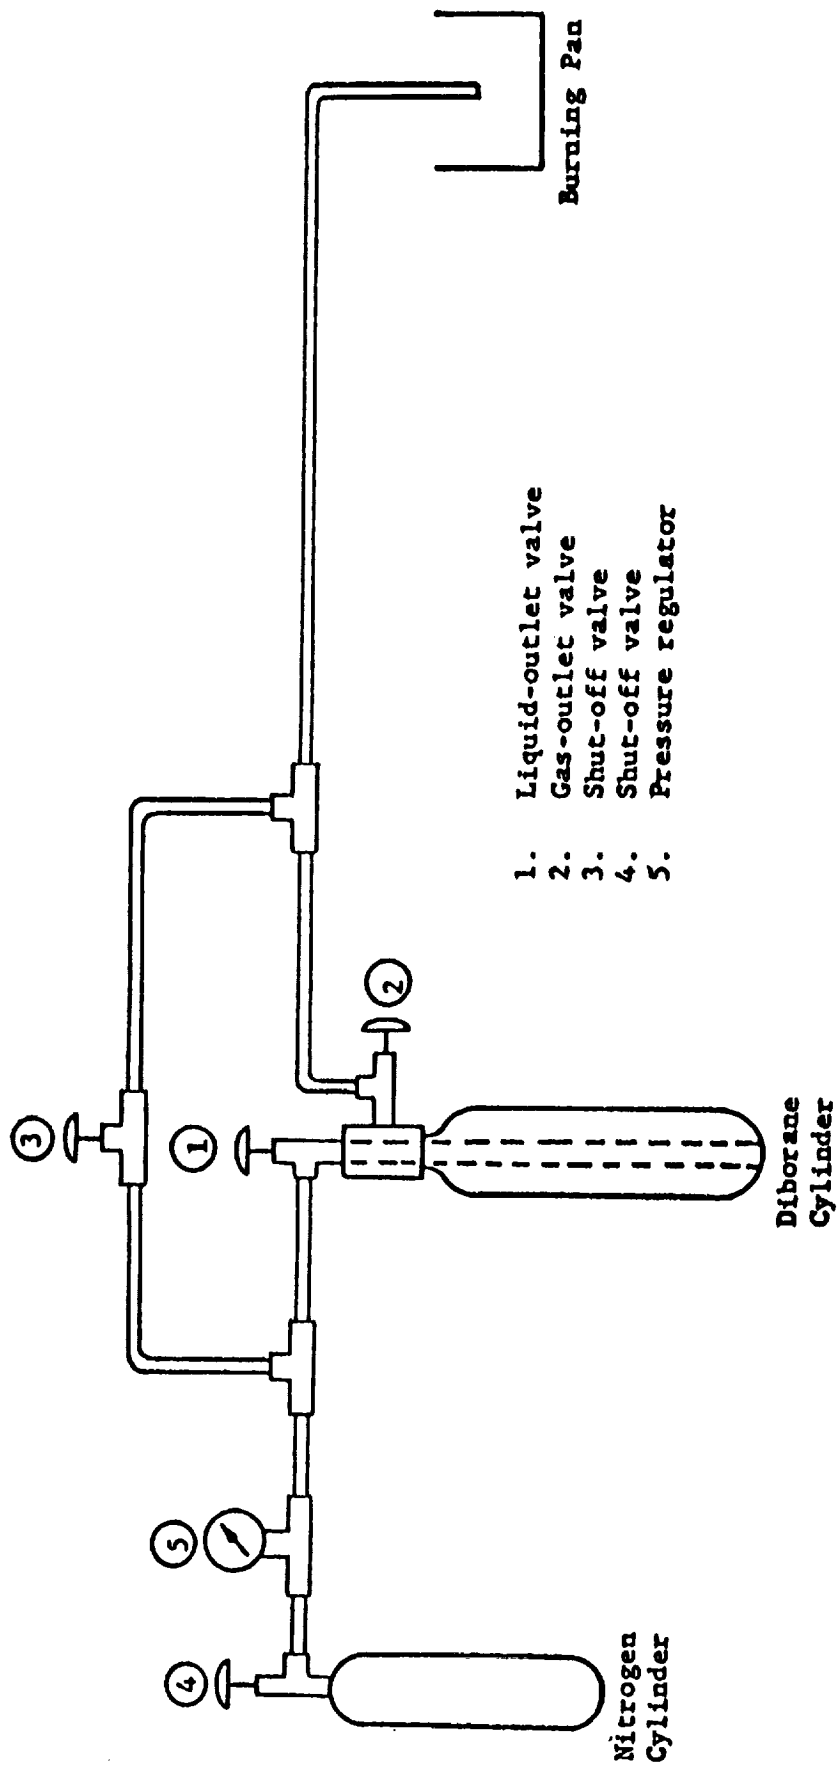 3
1
2
4
5
Nitrogen
Cylinder
Diborane
Cylinder
Burning Pan
1. Liquid-outlet valve
2. Gas-outlet valve
3. Shut-off valve
4. Shut-off valve
5. Pressure regulator